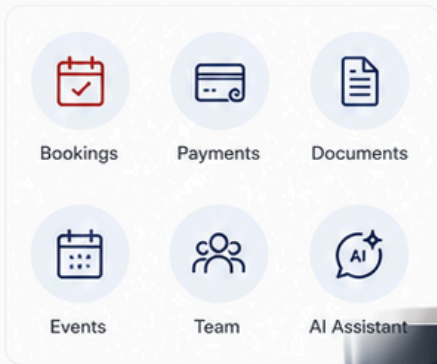 Bookings
Payments
Documents
AI
Events
Team
AI Assistant